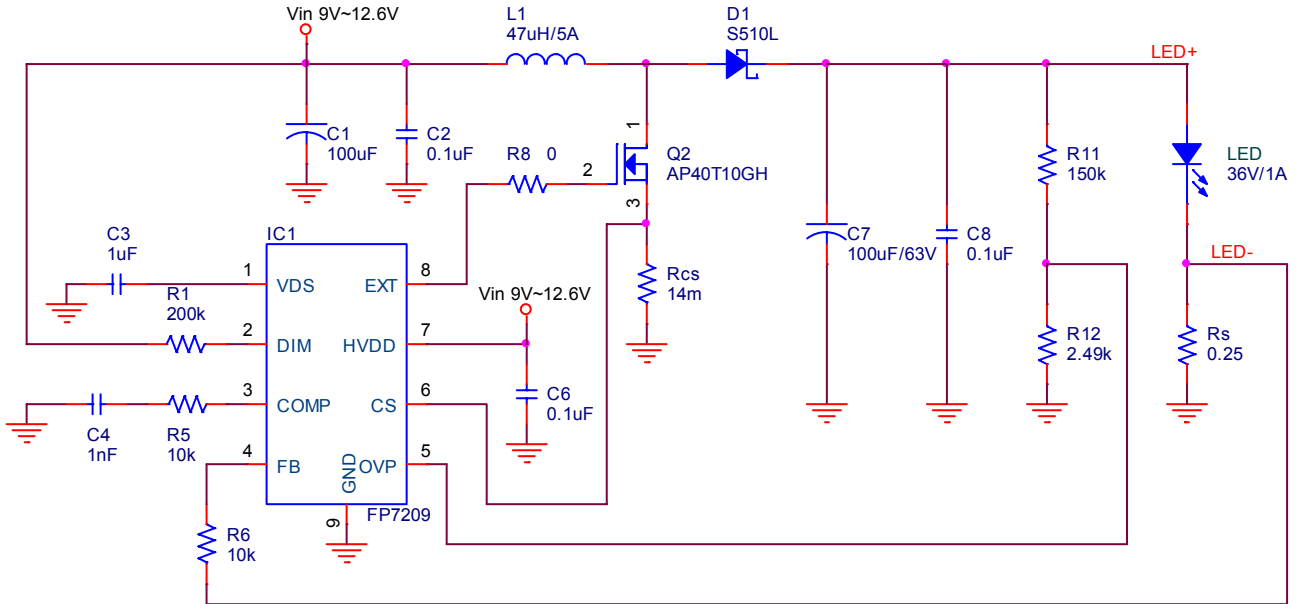 Vin 9V~12.6V
L1
47uH/5A
D1
S510L
LED+
C1
100uF
C2
0.1uF
R8 0
1
2
3
Q2
AP40T10GH
R11
150k
LED
36V/1A
C3
1uF
IC1
C7
100uF/63V
C8
0.1uF
LED-
1
VDS
EXT
8
Rcs
14m
R1
200k
Vin 9V~12.6V
2
DIM
HVDD
7
R12
2.49k
Rs
0.25
3
COMP
CS
6
C6
0.1uF
C4
1nF
R5
10k
4
FB
GND
OVP
5
9
FP7209
R6
10k